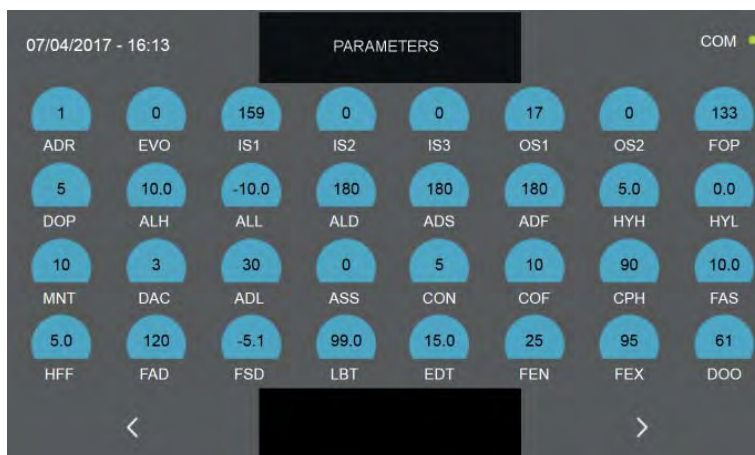 07/04/2017 - 16:13 PARAMETERS COM
1 0 159 0 0 17 0 133
ADR EVO IS1 IS2 IS3 OS1 OS2 FOP
5 10.0 -10.0 180 180 180 5.0 0.0
DOP ALH ALL ALD ADS ADF HYH HYL
10 3 30 0 5 10 90 10.0
MNT DAC ADL ASS CON COF CPH FAS
5.0 120 -5.1 99.0 15.0 25 95 61
HFF FAD FSD LBT EDT FEN FEX DOO
< >